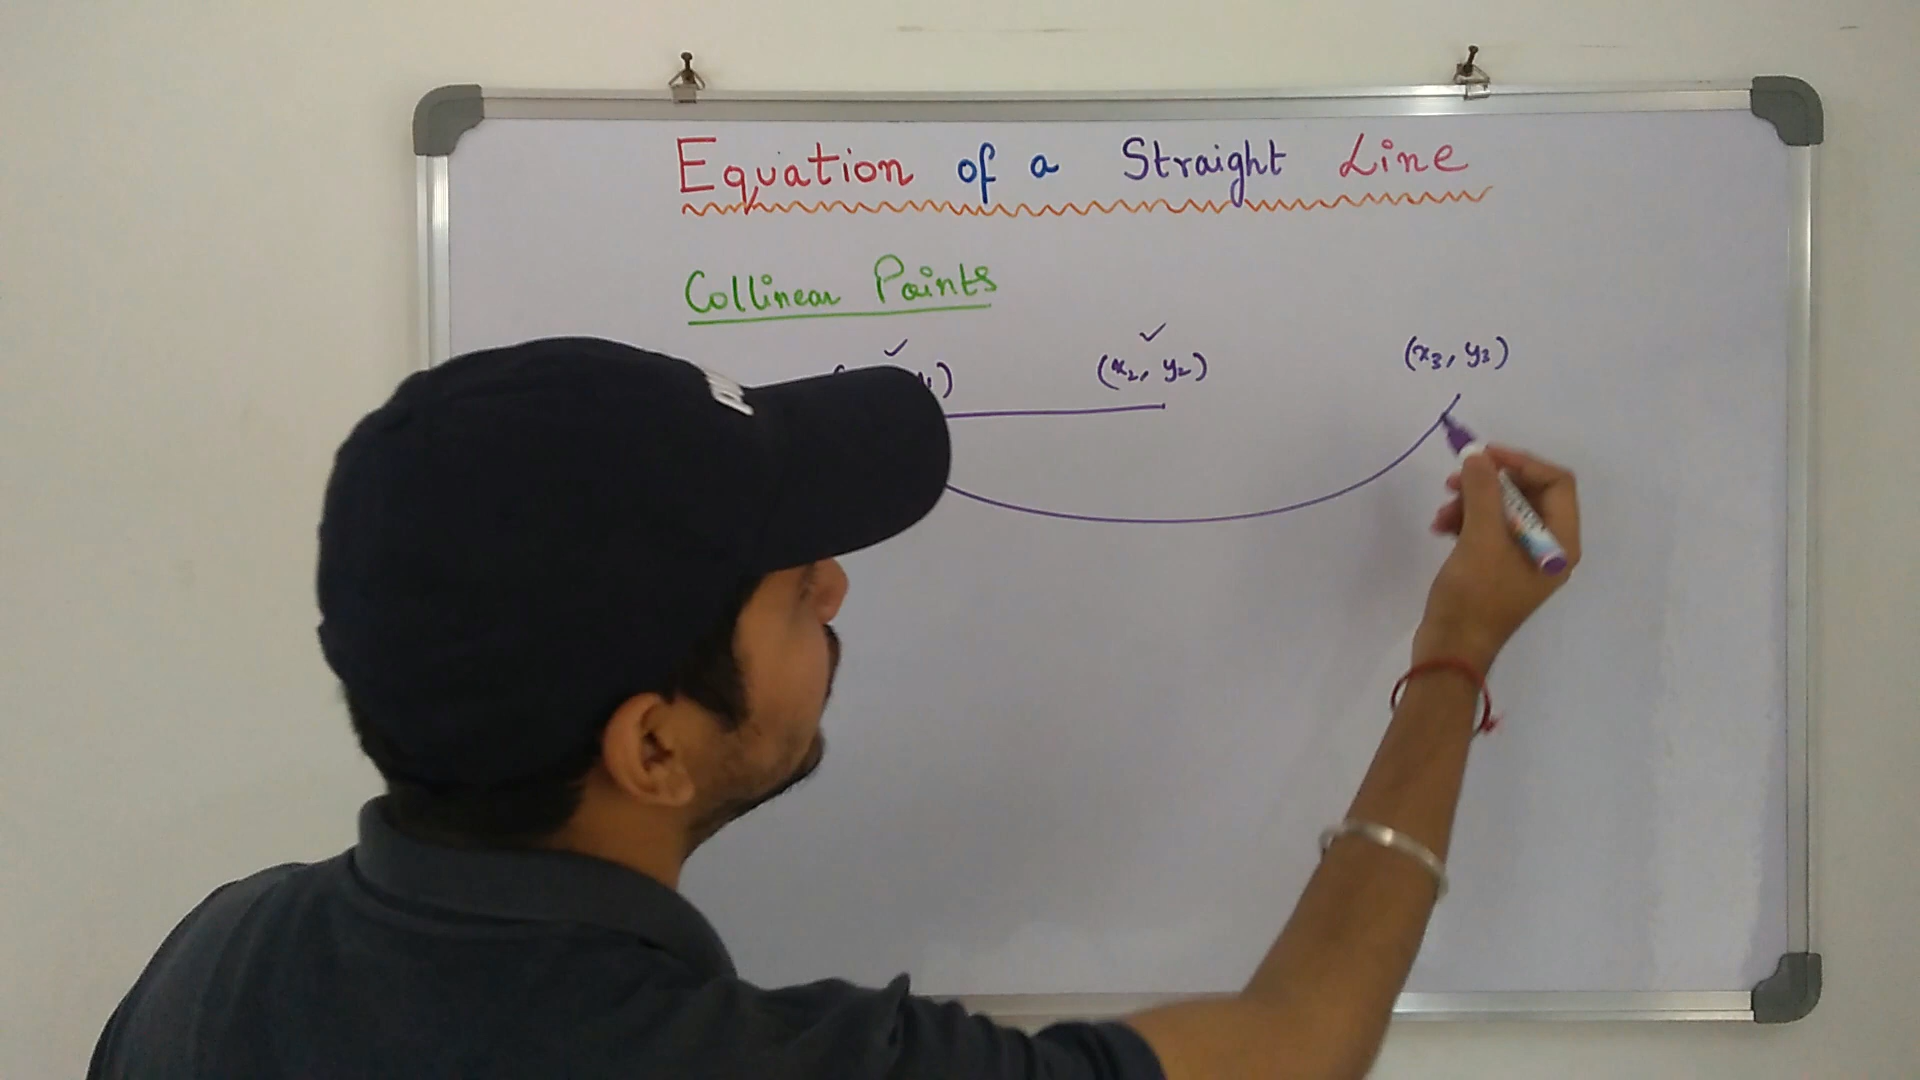 Equation of a Straight Line
Collinear Points
(x₂, y₂) (x₃, y₃)